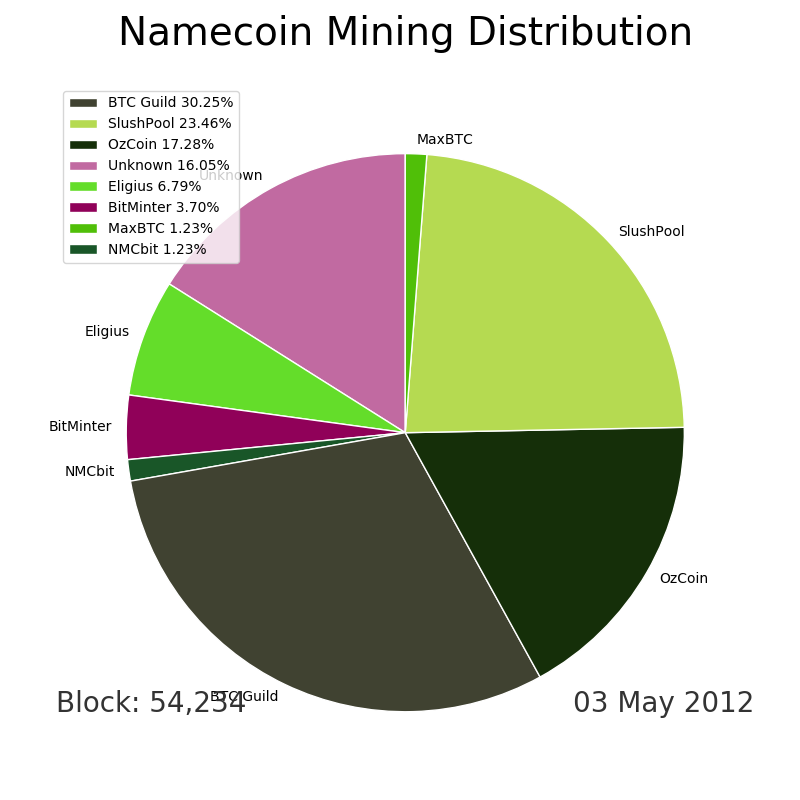 Namecoin Mining Distribution
BTC Guild 30.25%
SlushPool 23.46%
OzCoin 17.28%
Unknown 16.05%
Eligius 6.79%
BitMinter 3.70%
MaxBTC 1.23%
NMCbit 1.23%
MaxBTC
Unknown
SlushPool
Eligius
BitMinter
NMCbit
OzCoin
BTC Guild
Block: 54,234
03 May 2012